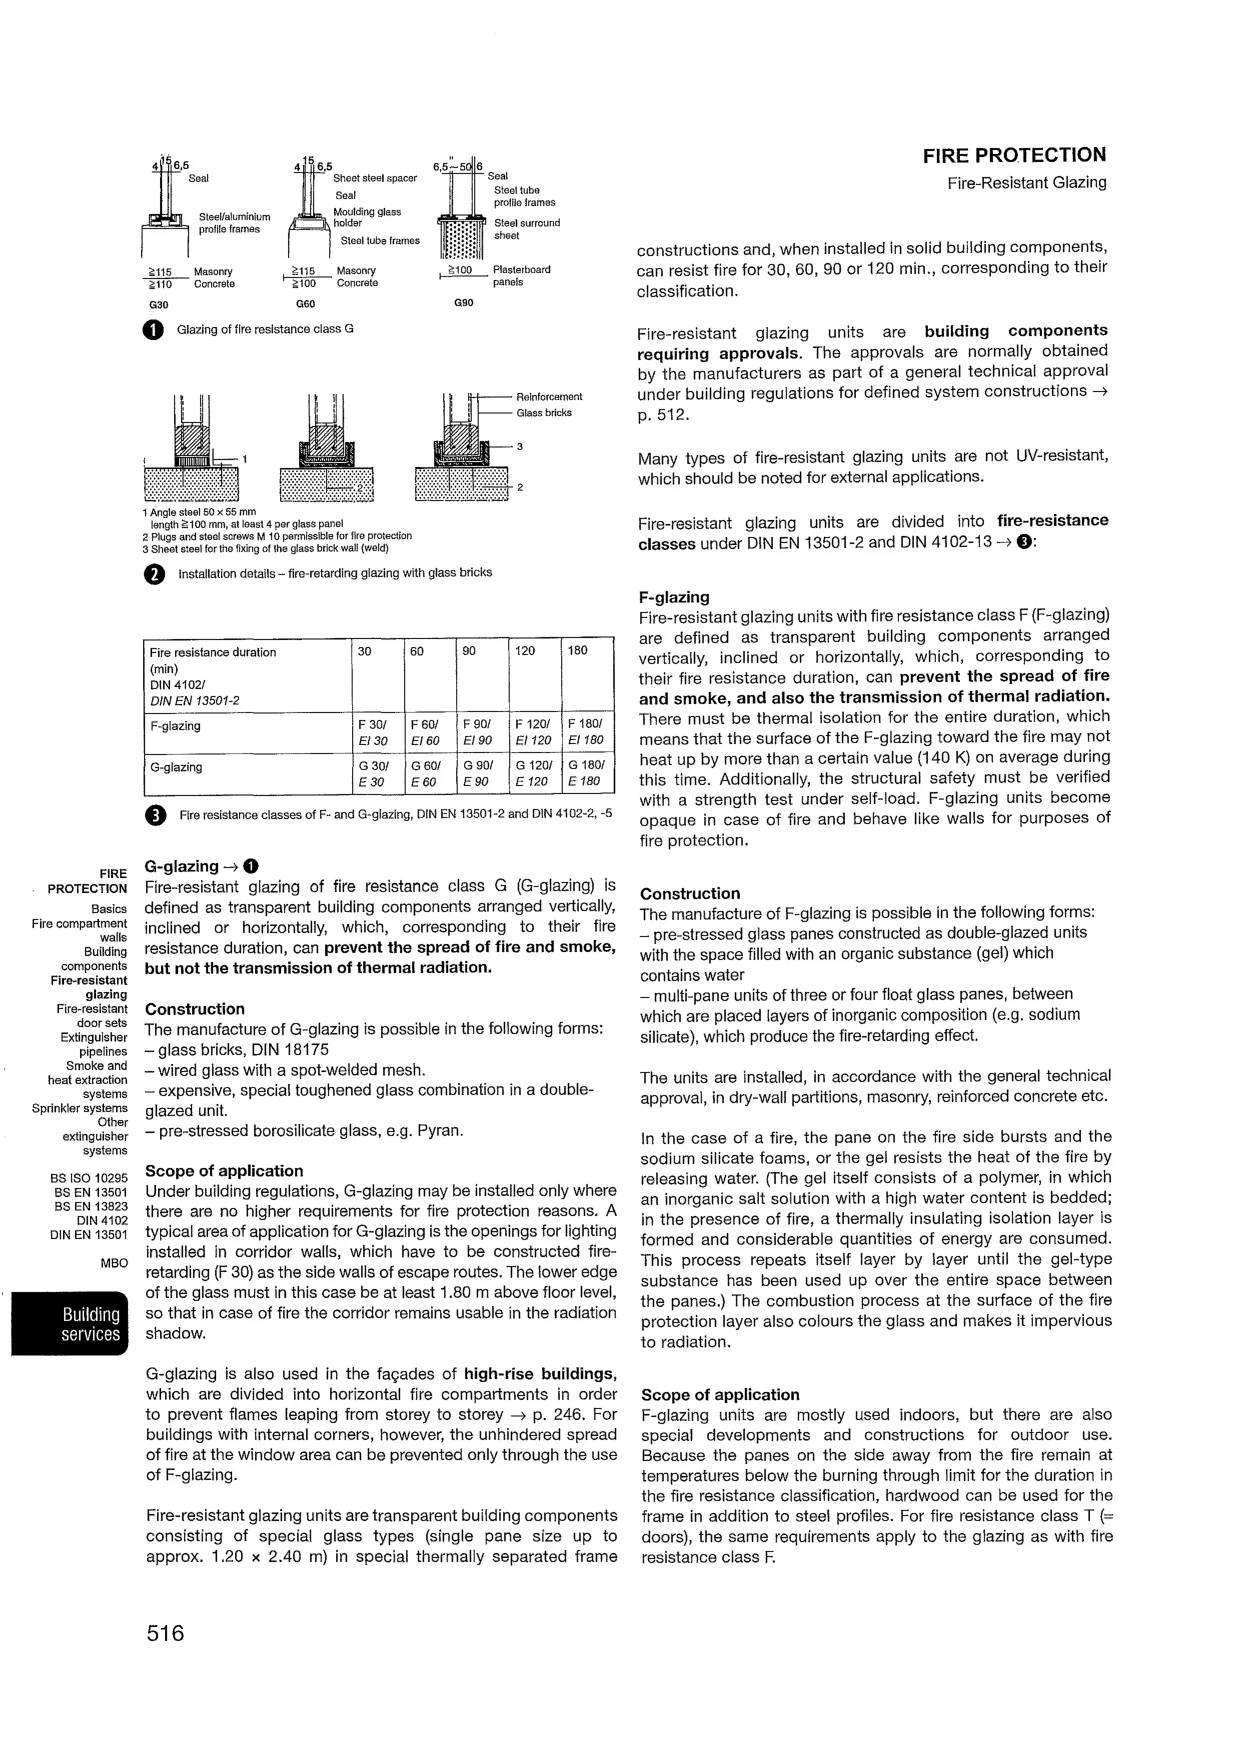 FIRE PROTECTION
Fire-Resistant Glazing
4 15 6,5
Seal
Steel/aluminium
profile frames
≧115 Masonry
≧110 Concrete
G30
4 15 6,5
Sheet steel spacer
Seal
Moulding glass
holder
Steel tube frames
≧115 Masonry
≧100 Concrete
G60
6,5 ~50 6
Seal
Steel tube
profile frames
Steel surround
sheet
≧100 Plasterboard
panels
G90
1 Glazing of fire resistance class G
Reinforcement
Glass bricks
1
2
3
2
1 Angle steel 50 × 55 mm
length ≧100 mm, at least 4 per glass panel
2 Plugs and steel screws M 10 permissible for fire protection
3 Sheet steel for the fixing of the glass brick wall (weld)
2 Installation details – fire-retarding glazing with glass bricks
Fire resistance duration 30 60 90 120 180
(min)
DIN 4102/
DIN EN 13501-2
F-glazing F 30/ F 60/ F 90/ F 120/ F 180/
EI 30 EI 60 EI 90 EI 120 EI 180
G-glazing G 30/ G 60/ G 90/ G 120/ G 180/
E 30 E 60 E 90 E 120 E 180
3 Fire resistance classes of F- and G-glazing, DIN EN 13501-2 and DIN 4102-2, -5
FIRE
PROTECTION
Basics
Fire compartment
walls
Building
components
Fire-resistant
glazing
Fire-resistant
door sets
Extinguisher
pipelines
Smoke and
heat extraction
systems
Sprinkler systems
Other
extinguisher
systems
BS ISO 10295
BS EN 13501
BS EN 13823
DIN 4102
DIN EN 13501
MBO
Building
services
G-glazing → 1
Fire-resistant glazing of fire resistance class G (G-glazing) is
defined as transparent building components arranged vertically,
inclined or horizontally, which, corresponding to their fire
resistance duration, can prevent the spread of fire and smoke,
but not the transmission of thermal radiation.
Construction
The manufacture of G-glazing is possible in the following forms:
– glass bricks, DIN 18175
– wired glass with a spot-welded mesh.
– expensive, special toughened glass combination in a double-
glazed unit.
– pre-stressed borosilicate glass, e.g. Pyran.
Scope of application
Under building regulations, G-glazing may be installed only where
there are no higher requirements for fire protection reasons. A
typical area of application for G-glazing is the openings for lighting
installed in corridor walls, which have to be constructed fire-
retarding (F 30) as the side walls of escape routes. The lower edge
of the glass must in this case be at least 1.80 m above floor level,
so that in case of fire the corridor remains usable in the radiation
shadow.
G-glazing is also used in the façades of high-rise buildings,
which are divided into horizontal fire compartments in order
to prevent flames leaping from storey to storey → p. 246. For
buildings with internal corners, however, the unhindered spread
of fire at the window area can be prevented only through the use
of F-glazing.
Fire-resistant glazing units are transparent building components
consisting of special glass types (single pane size up to
approx. 1.20 × 2.40 m) in special thermally separated frame
constructions and, when installed in solid building components,
can resist fire for 30, 60, 90 or 120 min., corresponding to their
classification.
Fire-resistant glazing units are building components
requiring approvals. The approvals are normally obtained
by the manufacturers as part of a general technical approval
under building regulations for defined system constructions →
p. 512.
Many types of fire-resistant glazing units are not UV-resistant,
which should be noted for external applications.
Fire-resistant glazing units are divided into fire-resistance
classes under DIN EN 13501-2 and DIN 4102-13 → 3:
F-glazing
Fire-resistant glazing units with fire resistance class F (F-glazing)
are defined as transparent building components arranged
vertically, inclined or horizontally, which, corresponding to
their fire resistance duration, can prevent the spread of fire
and smoke, and also the transmission of thermal radiation.
There must be thermal isolation for the entire duration, which
means that the surface of the F-glazing toward the fire may not
heat up by more than a certain value (140 K) on average during
this time. Additionally, the structural safety must be verified
with a strength test under self-load. F-glazing units become
opaque in case of fire and behave like walls for purposes of
fire protection.
Construction
The manufacture of F-glazing is possible in the following forms:
– pre-stressed glass panes constructed as double-glazed units
with the space filled with an organic substance (gel) which
contains water
– multi-pane units of three or four float glass panes, between
which are placed layers of inorganic composition (e.g. sodium
silicate), which produce the fire-retarding effect.
The units are installed, in accordance with the general technical
approval, in dry-wall partitions, masonry, reinforced concrete etc.
In the case of a fire, the pane on the fire side bursts and the
sodium silicate foams, or the gel resists the heat of the fire by
releasing water. (The gel itself consists of a polymer, in which
an inorganic salt solution with a high water content is bedded;
in the presence of fire, a thermally insulating isolation layer is
formed and considerable quantities of energy are consumed.
This process repeats itself layer by layer until the gel-type
substance has been used up over the entire space between
the panes.) The combustion process at the surface of the fire
protection layer also colours the glass and makes it impervious
to radiation.
Scope of application
F-glazing units are mostly used indoors, but there are also
special developments and constructions for outdoor use.
Because the panes on the side away from the fire remain at
temperatures below the burning through limit for the duration in
the fire resistance classification, hardwood can be used for the
frame in addition to steel profiles. For fire resistance class T (=
doors), the same requirements apply to the glazing as with fire
resistance class F.
516